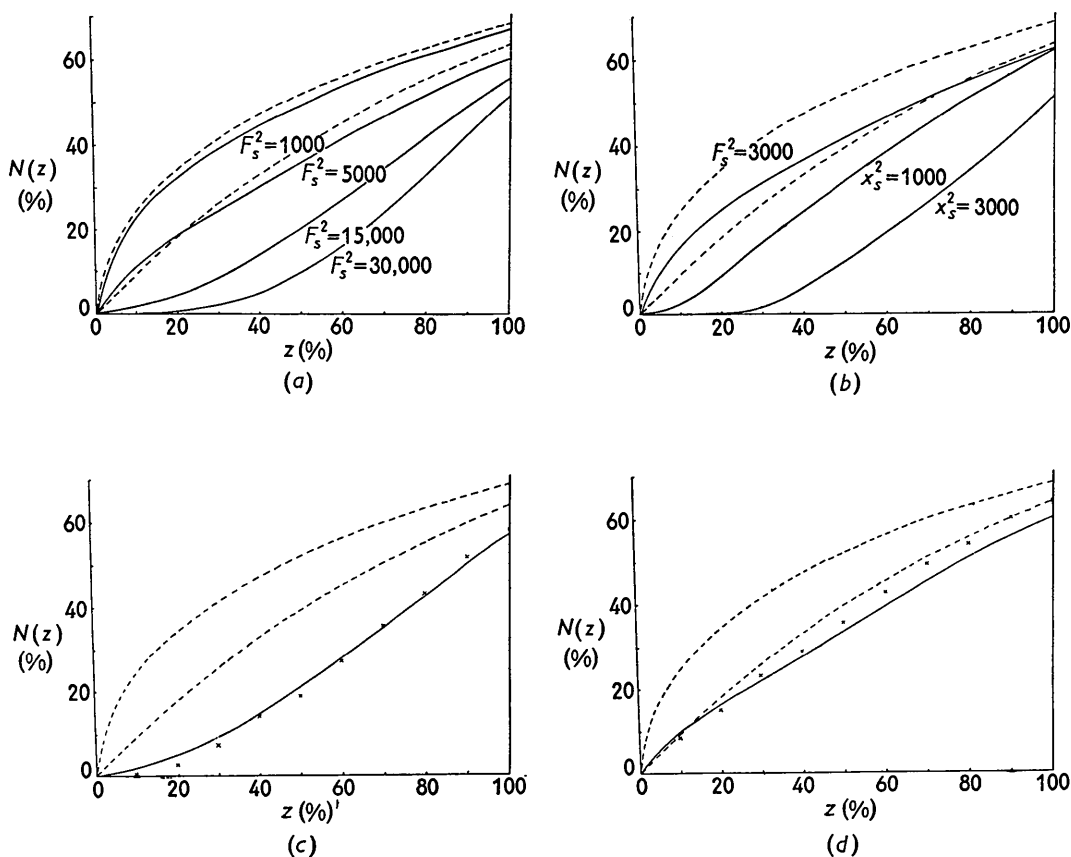 60
40
N(z)
(%)
20
0
F_s^2=1000
F_s^2=5000
F_s^2=15,000
F_s^2=30,000
0 20 40 60 80 100
z (%)
(a)
60
40
N(z)
(%)
20
0
F_s^2=3000
x_s^2=1000
x_s^2=3000
0 20 40 60 80 100
z (%)
(b)
60
40
N(z)
(%)
20
0
0 20 40 60 80 100
z (%)'
(c)
60
40
N(z)
(%)
20
0
0 20 40 60 80 100
z (%)
(d)